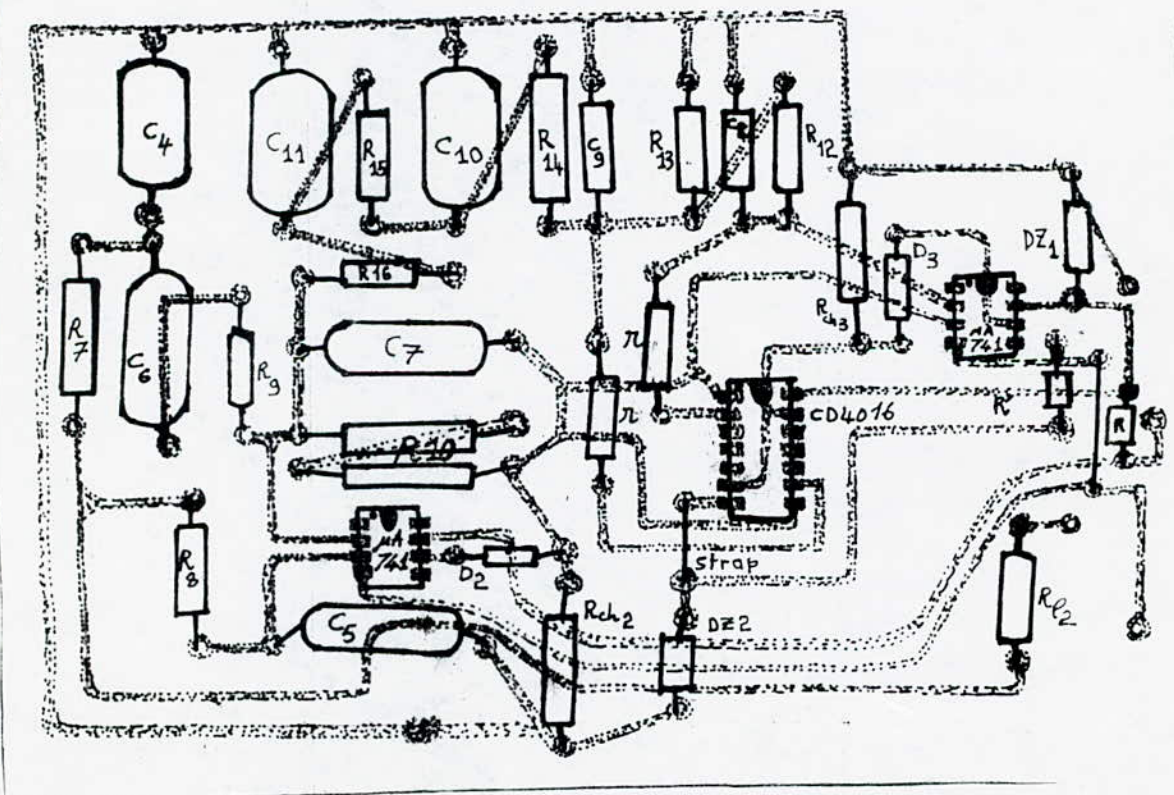 C4
C11
R15
C10
R14
C9
R13
R12
R7
C6
R9
R16
C7
R10
r
r
Rch3
D3
DZ1
µA
741
CD4016
R
R
R8
µA
741
D2
C5
Rch2
strap
DZ2
Rl2